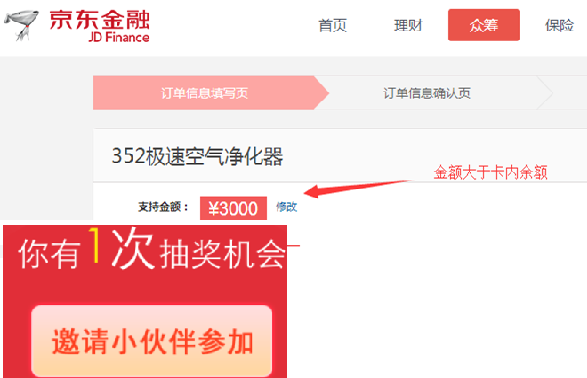 京东金融
JD Finance
首页 理财 众筹 保险
订单信息填写页 订单信息确认页
352极速空气净化器
金额大于卡内余额
支持金额： ¥3000 修改
你有1次抽奖机会
邀请小伙伴参加